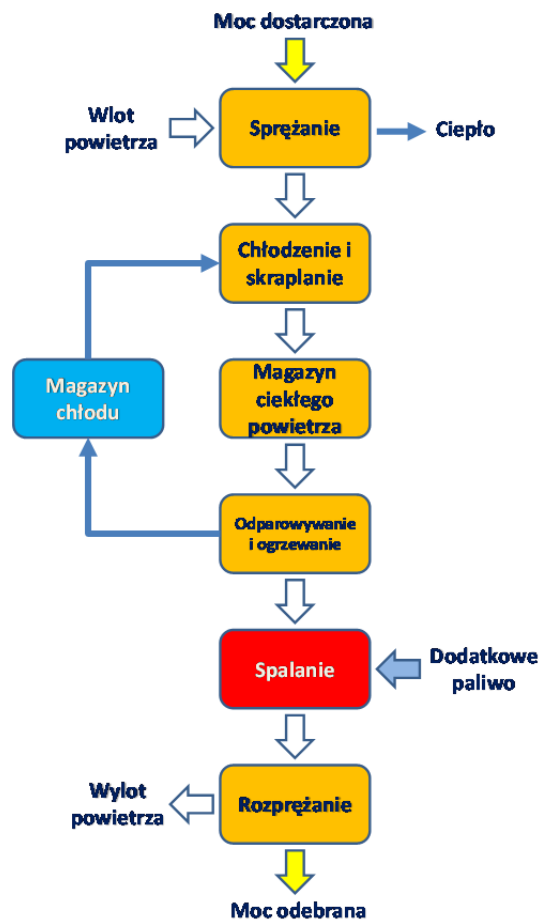 Moc dostarczona
Wlot
powietrza
Sprężanie
Ciepło
Chłodzenie i
skraplanie
Magazyn
chłodu
Magazyn
ciekłego
powietrza
Odparowywanie
i ogrzewanie
Spalanie
Dodatkowe
paliwo
Wylot
powietrza
Rozprężanie
Moc odebrana